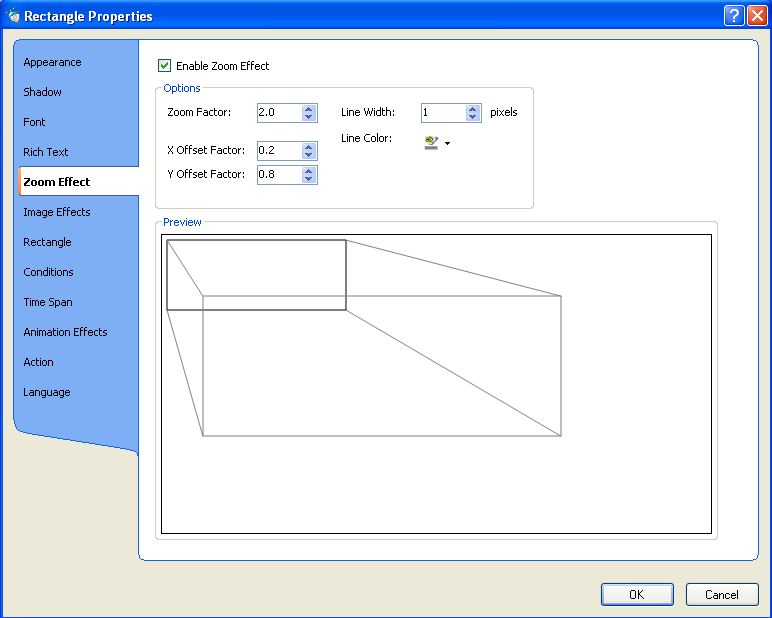 Rectangle Properties
Appearance
Shadow
Font
Rich Text
Zoom Effect
Image Effects
Rectangle
Conditions
Time Span
Animation Effects
Action
Language
Enable Zoom Effect
Options
Zoom Factor: 2.0 Line Width: 1 pixels
Line Color:
X Offset Factor: 0.2
Y Offset Factor: 0.8
Preview
OK Cancel